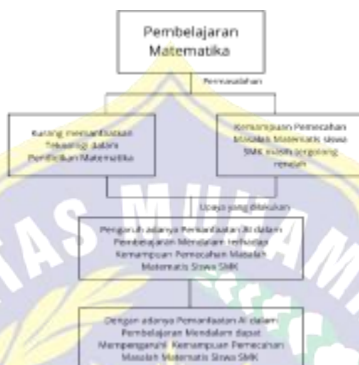 Pembelajaran
Matematika
Permasalahan
Kurang memanfaatkan
Teknologi dalam
Pendidikan Matematika
Kemampuan Pemecahan
Masalah Matematis siswa
SMK masih tergolong
rendah
Upaya yang dilakukan
Pengaruh adanya Pemanfaatan AI dalam
Pembelajaran Mendalam terhadap
Kemampuan Pemecahan Masalah
Matematis Siswa SMK
Dengan adanya Pemanfaatan AI dalam
Pembelajaran Mendalam dapat
Mempengaruhi Kemampuan Pemecahan
Masalah Matematis Siswa SMK